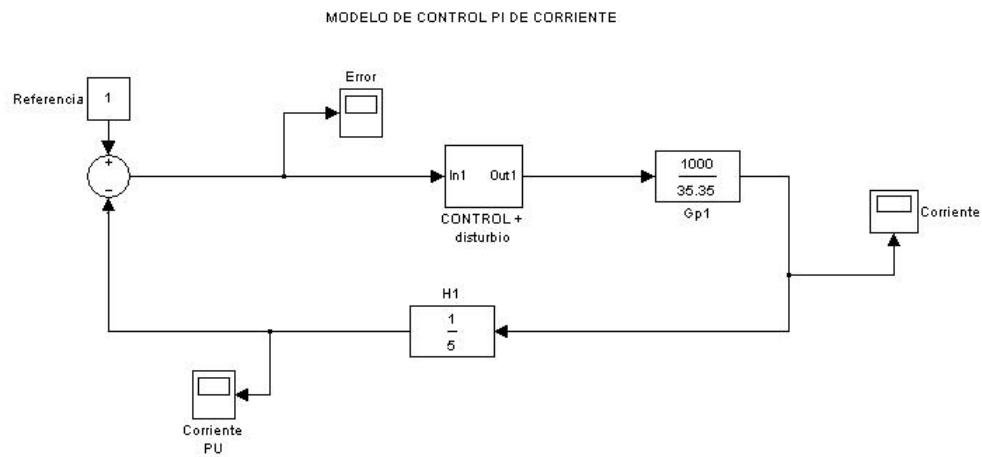 MODELO DE CONTROL PI DE CORRIENTE
Error
Referencia
1
+
−
In1
Out1
CONTROL +
disturbio
1000
35.35
Gp1
Corriente
H1
1
5
Corriente
PU